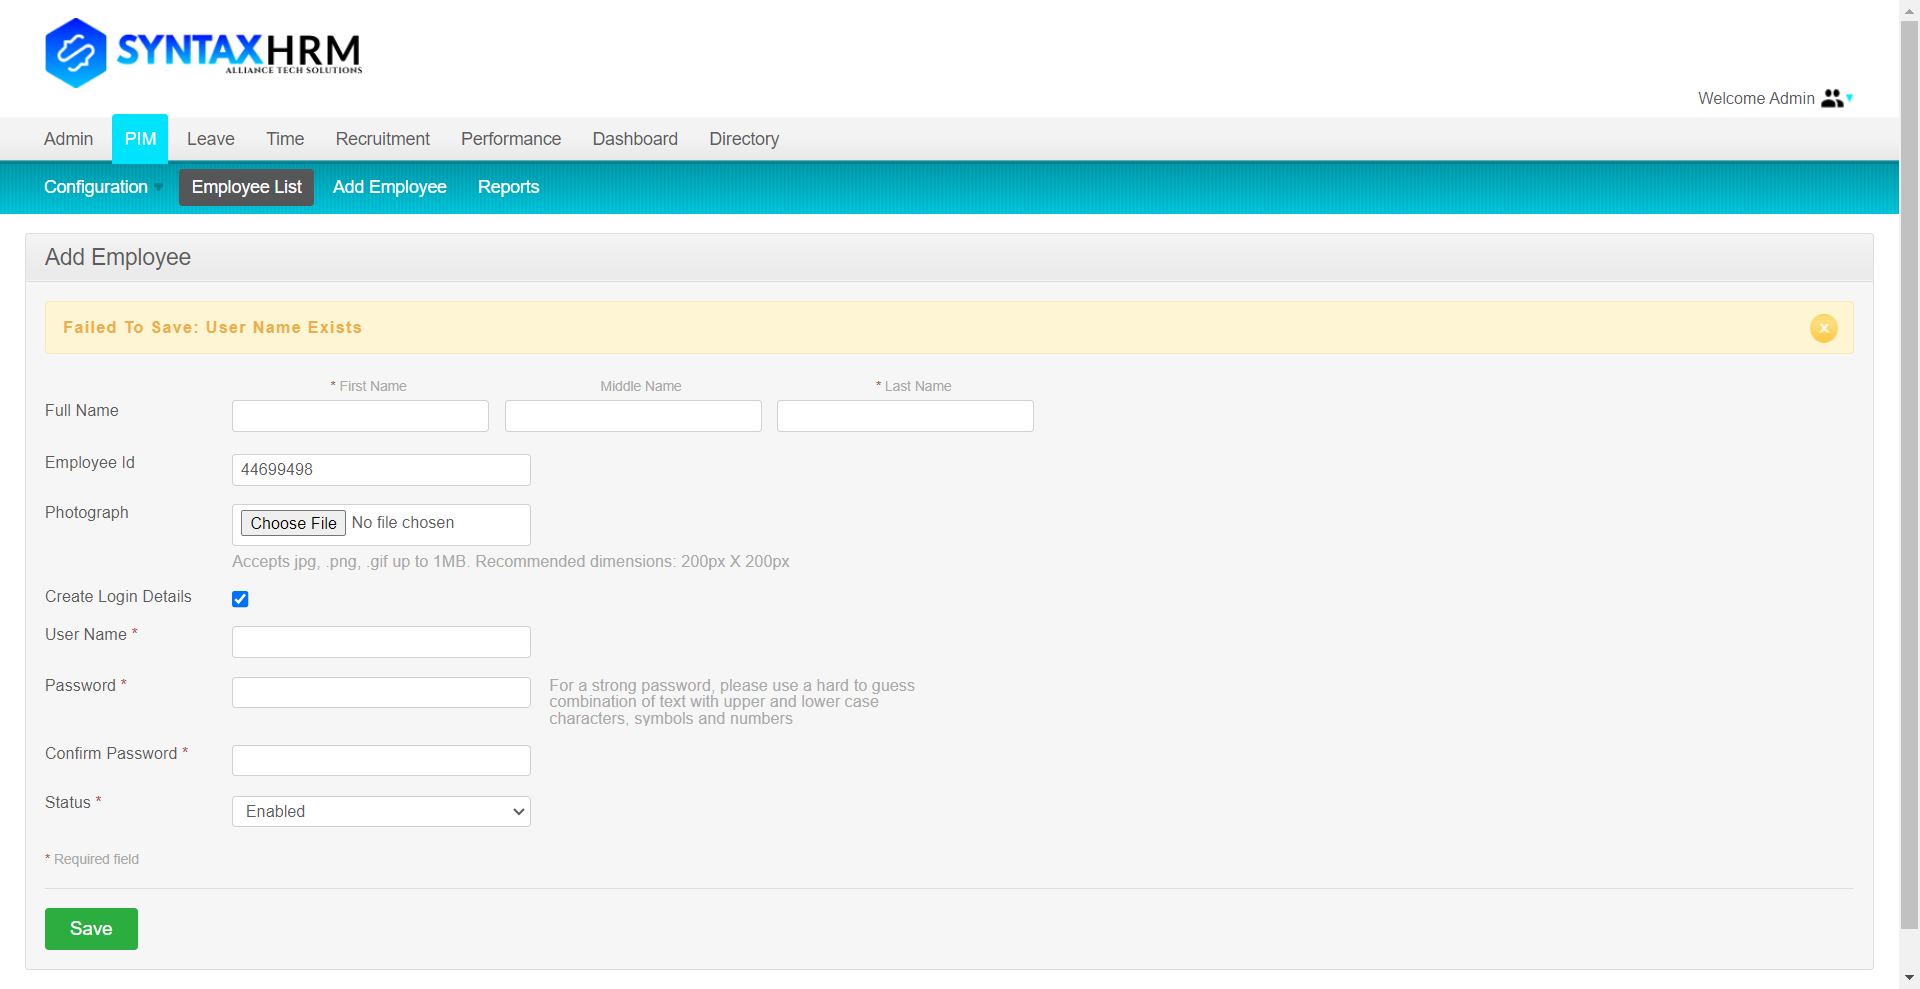 SYNTAXHRM
ALLIANCE TECH SOLUTIONS
Welcome Admin
Admin PIM Leave Time Recruitment Performance Dashboard Directory
Configuration Employee List Add Employee Reports
Add Employee
Failed To Save: User Name Exists
x
* First Name Middle Name * Last Name
Full Name
Employee Id 44699498
Photograph Choose File No file chosen
Accepts jpg, .png, .gif up to 1MB. Recommended dimensions: 200px X 200px
Create Login Details
User Name *
Password * For a strong password, please use a hard to guess
combination of text with upper and lower case
characters, symbols and numbers
Confirm Password *
Status * Enabled
* Required field
Save